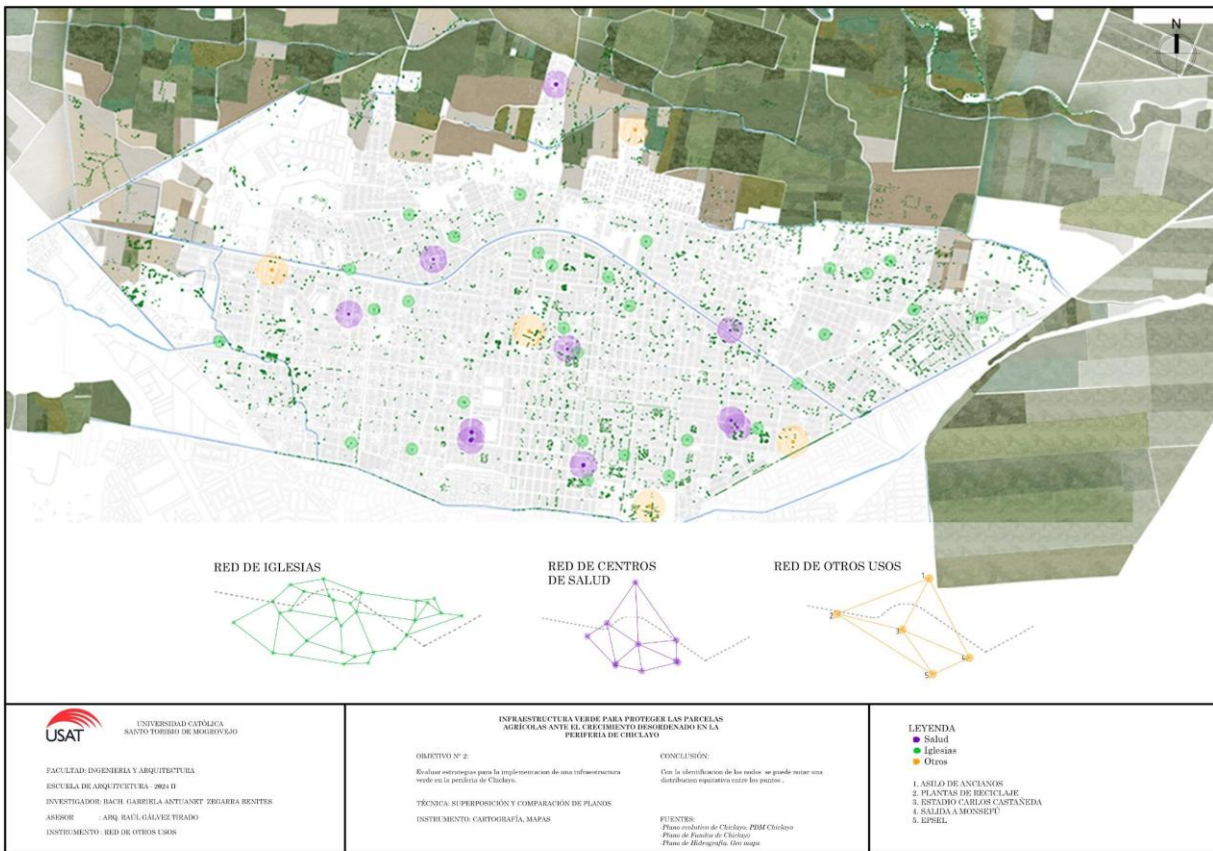 N
RED DE IGLESIAS
RED DE CENTROS
DE SALUD
RED DE OTROS USOS
1
2
3
4
5
USAT
UNIVERSIDAD CATÓLICA
SANTO TORIBIO DE MOGROVEJO
FACULTAD: INGENIERIA Y ARQUITECTURA
ESCUELA DE ARQUITCRTURA - 2024 II
INVESTIGADOR: BACH. GABRIELA ANTUANET ZEGARRA BENITES
ASESOR : ARQ. RAÚL GÁLVEZ TIRADO
INSTRUMENTO : RED DE OTROS USOS
INFRAESTRUCTURA VERDE PARA PROTEGER LAS PARCELAS
AGRÍCOLAS ANTE EL CRECIMIENTO DESORDENADO EN LA
PERIFERIA DE CHICLAYO
OBJETIVO Nº 2:
Evaluar estrategias para la implementacion de una infraestructura
verde en la periferia de Chiclayo.
TÉCNICA: SUPERPOSICIÓN Y COMPARACIÓN DE PLANOS
INSTRUMENTO: CARTOGRAFÍA, MAPAS
CONCLUSIÓN:
Con la identificacion de los nodos se puede notar una
distribucion equitativa entre los puntos .
FUENTES:
-Plano evolutivo de Chiclayo. PDM Chiclayo
-Plano de Fundos de Chiclayo
-Plano de Hidrografía. Geo mapa
LEYENDA
Salud
Iglesias
Otros
1. ASILO DE ANCIANOS
2. PLANTAS DE RECICLAJE
3. ESTADIO CARLOS CASTAÑEDA
4. SALIDA A MONSEFÚ
5. EPSEL